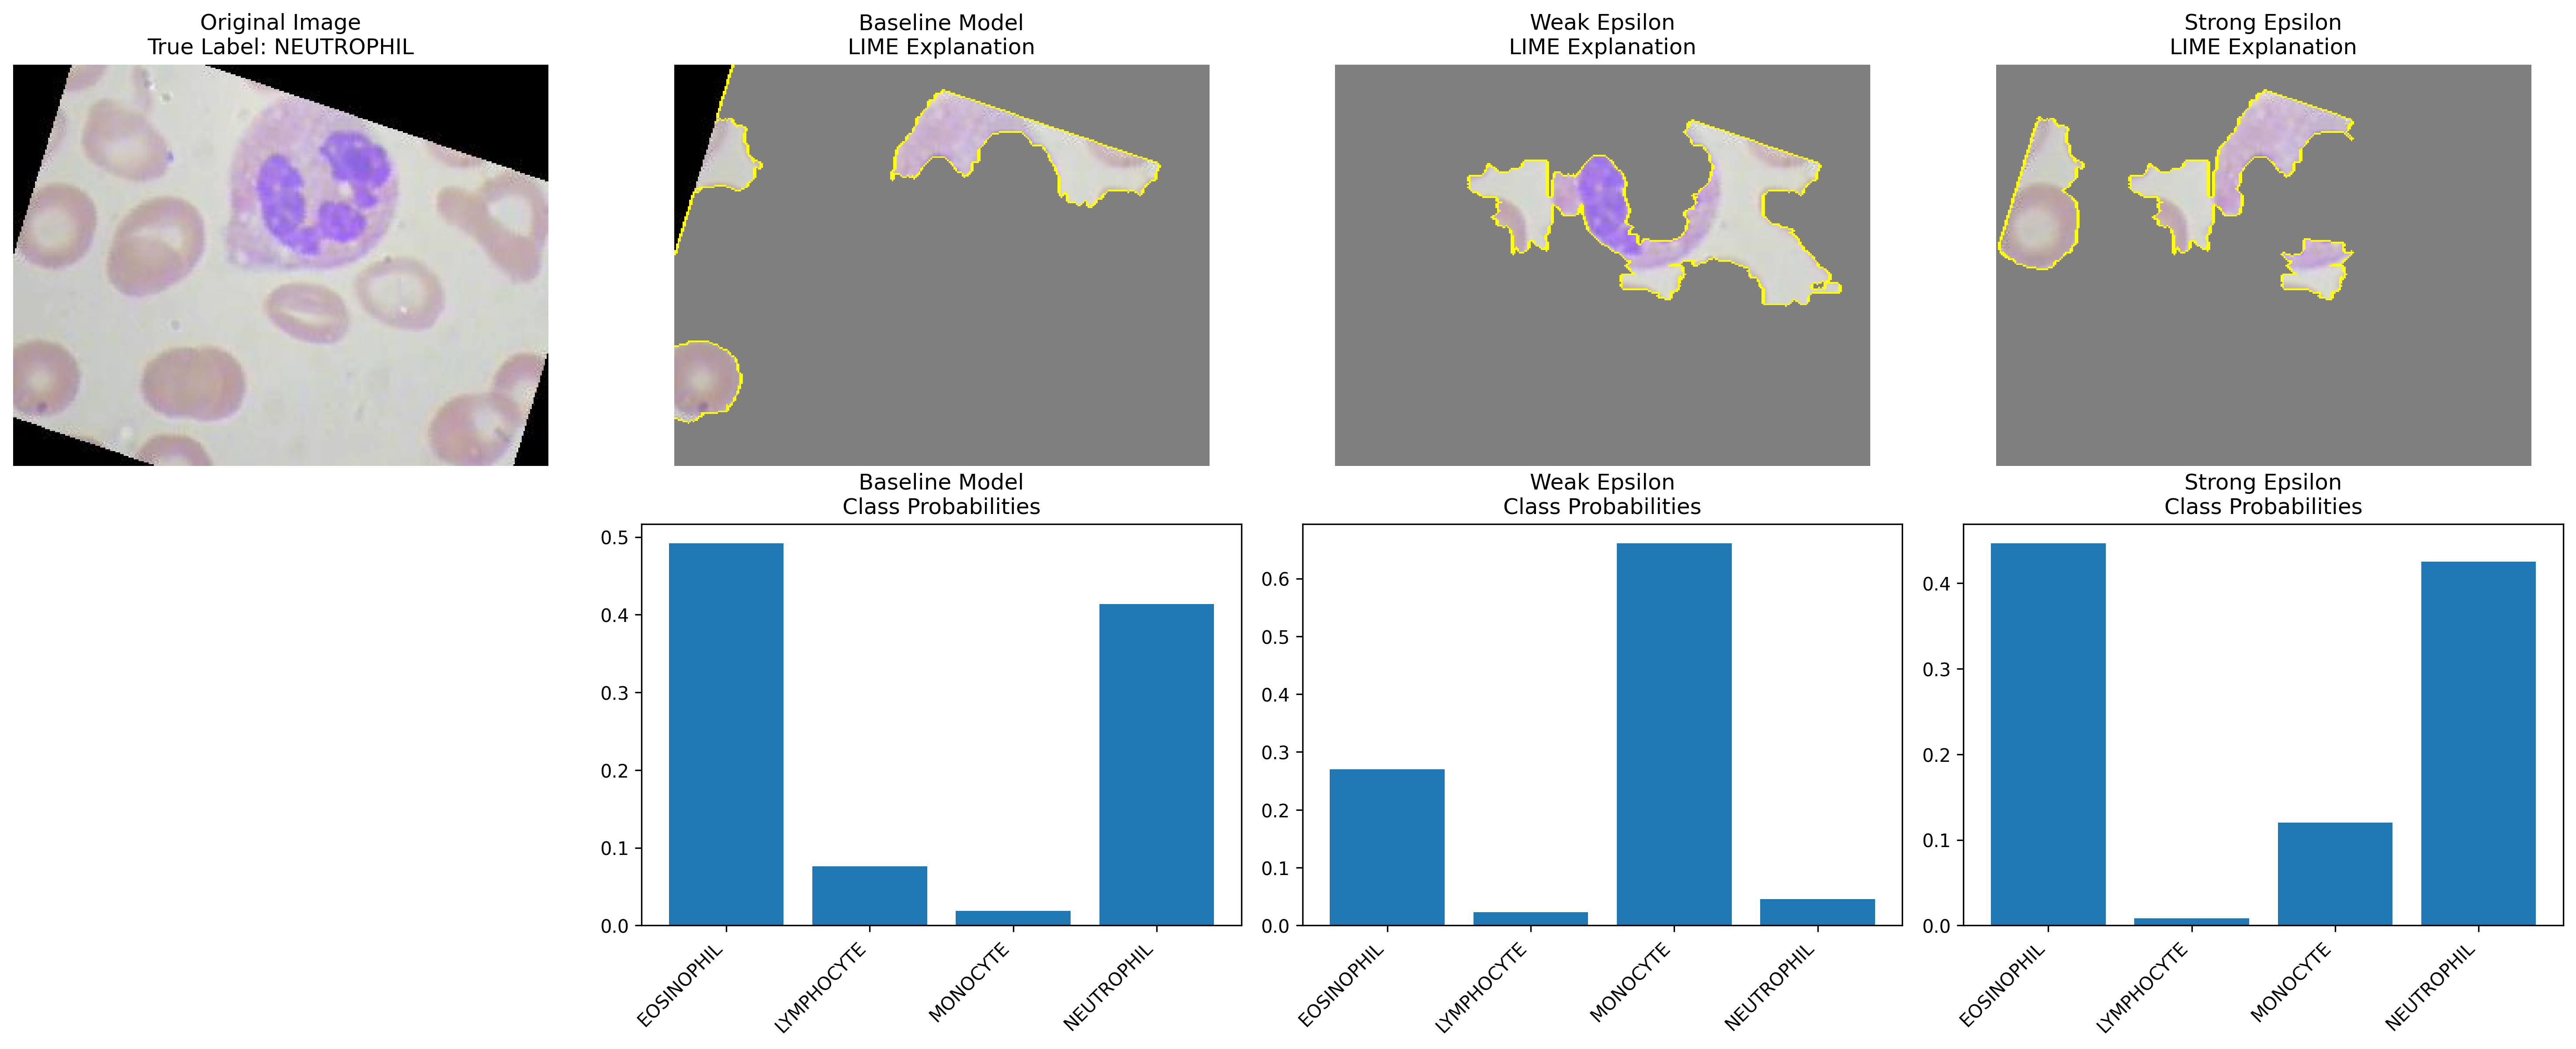 Original Image
True Label: NEUTROPHIL
Baseline Model
LIME Explanation
Weak Epsilon
LIME Explanation
Strong Epsilon
LIME Explanation
Baseline Model
Class Probabilities
0.5
0.4
0.3
0.2
0.1
0.0
EOSINOPHIL
LYMPHOCYTE
MONOCYTE
NEUTROPHIL
Weak Epsilon
Class Probabilities
0.6
0.5
0.4
0.3
0.2
0.1
0.0
EOSINOPHIL
LYMPHOCYTE
MONOCYTE
NEUTROPHIL
Strong Epsilon
Class Probabilities
0.4
0.3
0.2
0.1
0.0
EOSINOPHIL
LYMPHOCYTE
MONOCYTE
NEUTROPHIL